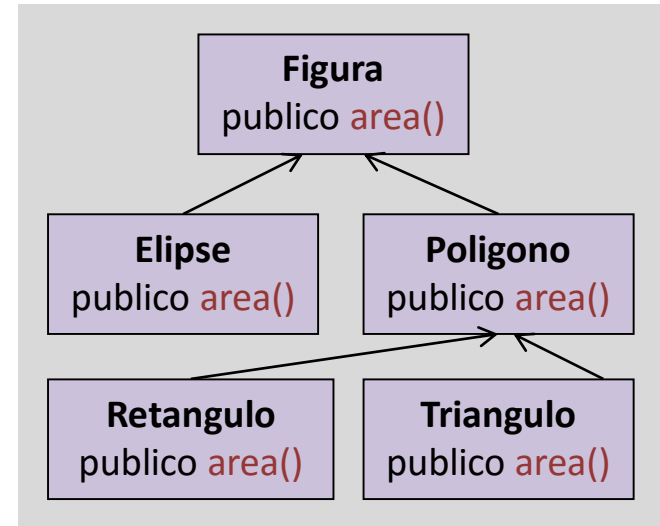 Figura
publico area()
Elipse
publico area()
Poligono
publico area()
Retangulo
publico area()
Triangulo
publico area()